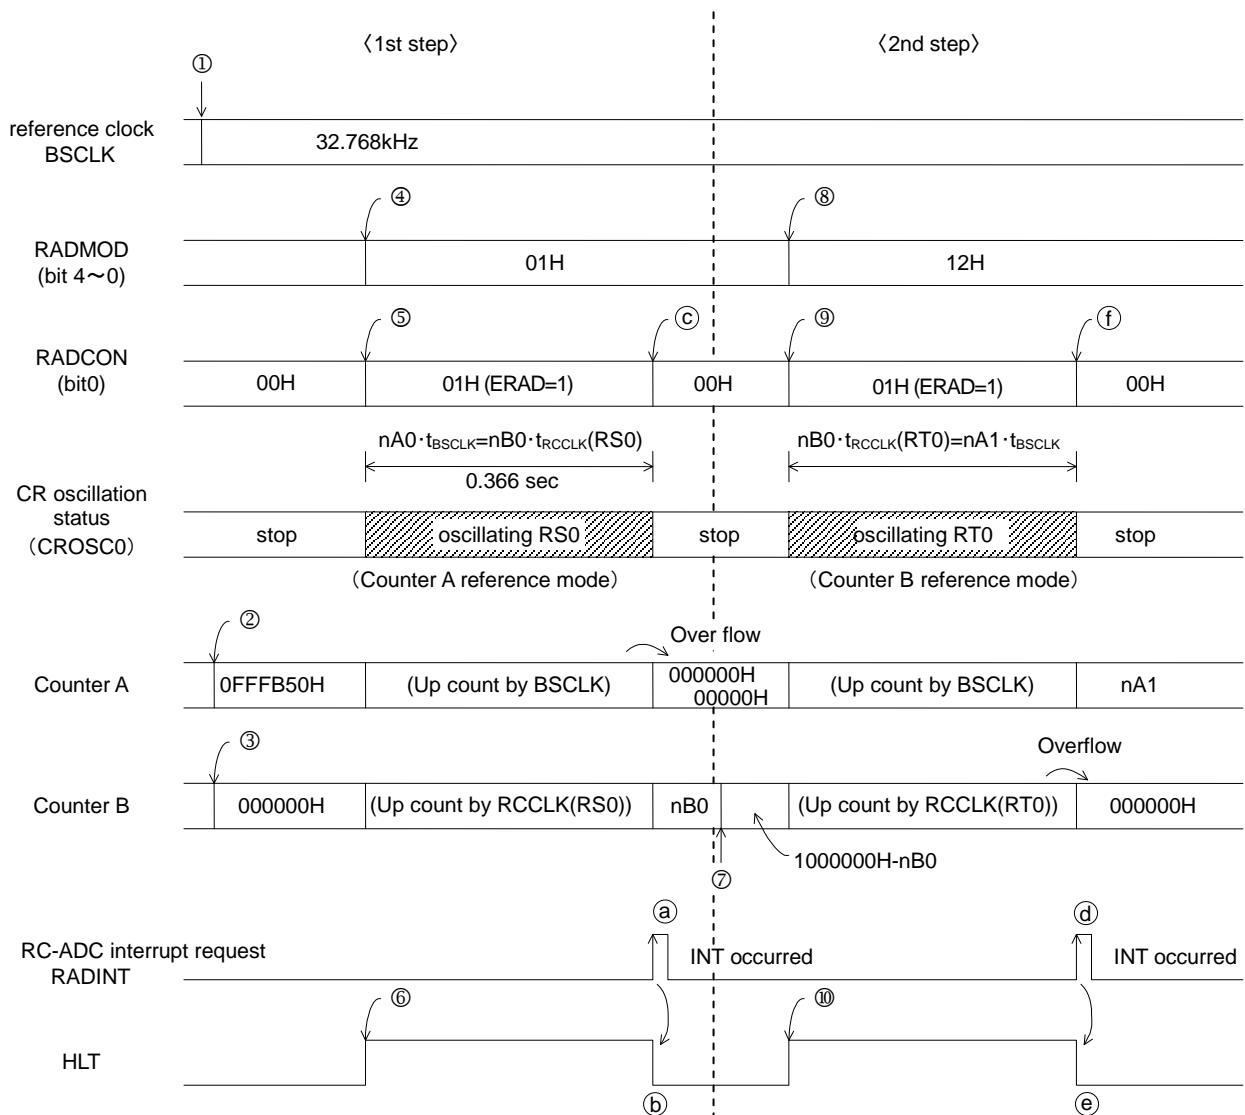 〈1st step〉
〈2nd step〉
①
reference clock
BSCLK
32.768kHz
④
⑧
RADMOD
(bit 4～0)
01H
12H
⑤
ⓒ
⑨
ⓕ
RADCON
(bit0)
00H
01H (ERAD=1)
00H
01H (ERAD=1)
00H
nA0·tBSCLK=nB0·tRCCLK(RS0)
nB0·tRCCLK(RT0)=nA1·tBSCLK
0.366 sec
CR oscillation
status
（CROSC0）
stop
oscillating RS0
stop
oscillating RT0
stop
（Counter A reference mode）
（Counter B reference mode）
②
Over flow
Counter A
0FFFB50H
(Up count by BSCLK)
000000H
00000H
(Up count by BSCLK)
nA1
③
Overflow
Counter B
000000H
(Up count by RCCLK(RS0))
nB0
(Up count by RCCLK(RT0))
000000H
1000000H-nB0
⑦
ⓐ
ⓓ
RC-ADC interrupt request
RADINT
INT occurred
INT occurred
⑥
⑩
HLT
ⓑ
ⓔ